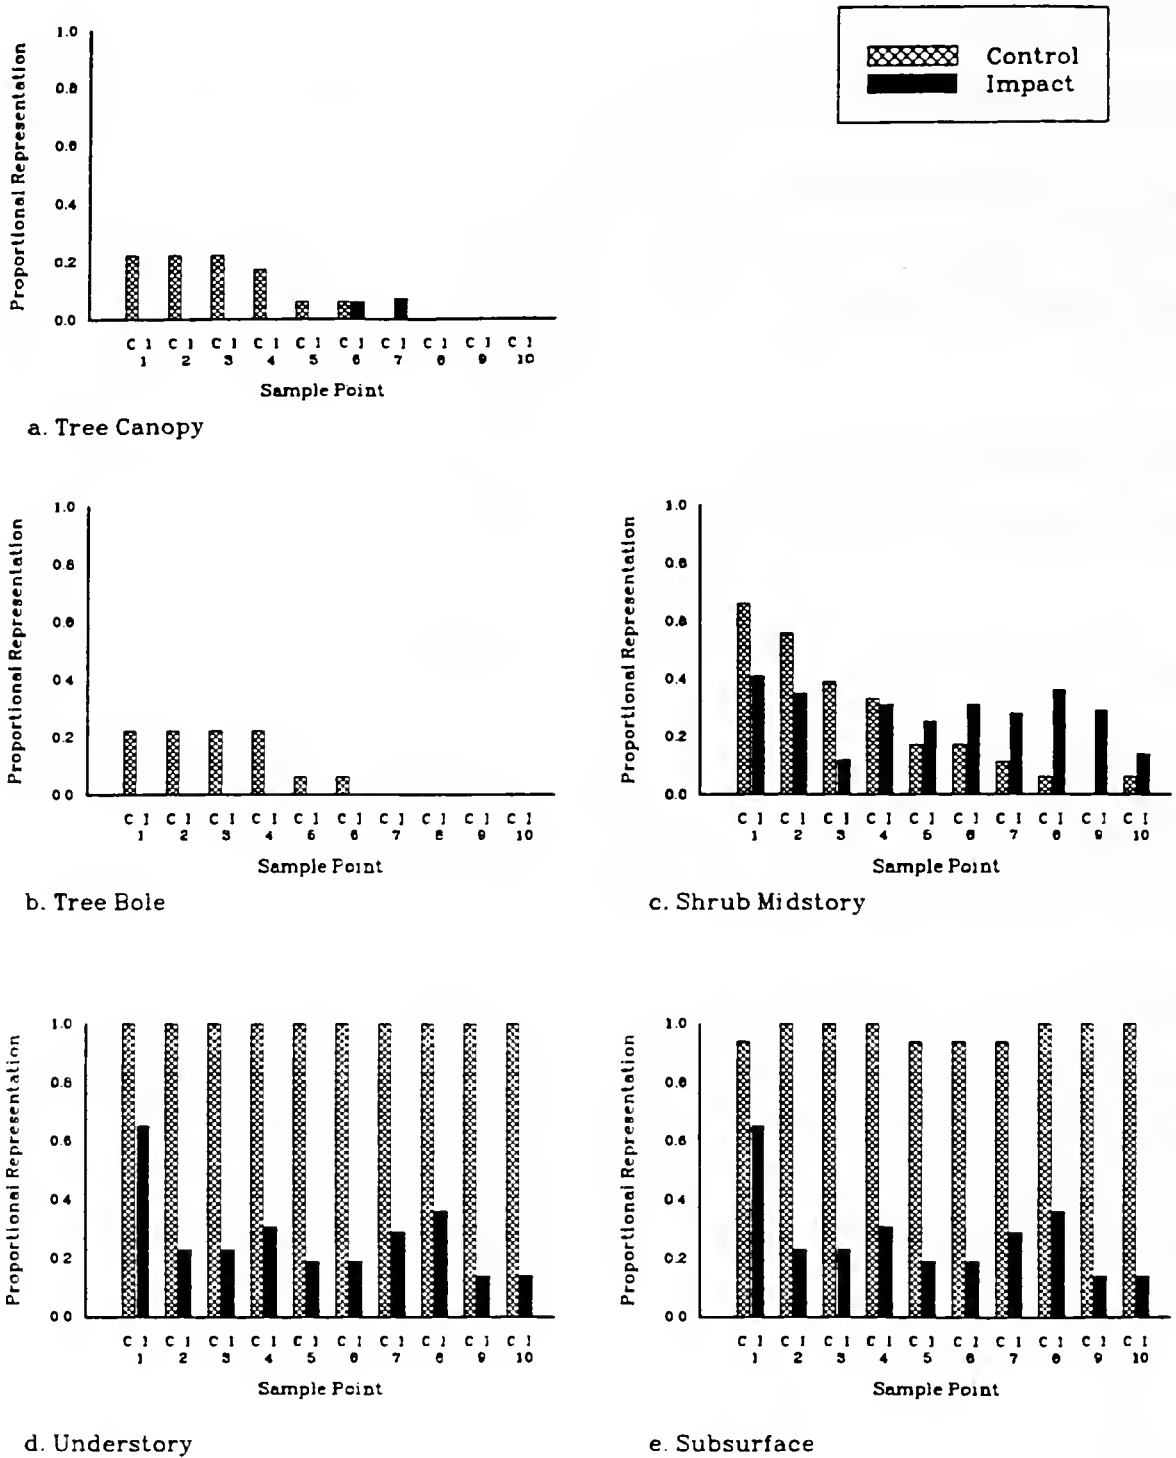 Control
Impact
Proportional Representation
1.0
0.8
0.6
0.4
0.2
0.0
C I C I C I C I C I C I C I C I C I C I
1 2 3 4 5 6 7 8 9 10
Sample Point
a. Tree Canopy
Proportional Representation
1.0
0.8
0.6
0.4
0.2
0.0
C I C I C I C I C I C I C I C I C I C I
1 2 3 4 5 6 7 8 9 10
Sample Point
b. Tree Bole
Proportional Representation
1.0
0.8
0.6
0.4
0.2
0.0
C I C I C I C I C I C I C I C I C I C I
1 2 3 4 5 6 7 8 9 10
Sample Point
c. Shrub Midstory
Proportional Representation
1.0
0.8
0.6
0.4
0.2
0.0
C I C I C I C I C I C I C I C I C I C I
1 2 3 4 5 6 7 8 9 10
Sample Point
d. Understory
Proportional Representation
1.0
0.8
0.6
0.4
0.2
0.0
C I C I C I C I C I C I C I C I C I C I
1 2 3 4 5 6 7 8 9 10
Sample Point
e. Subsurface